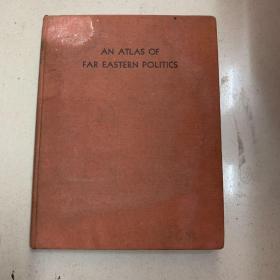 AN ATLAS OF
FAR EASTERN POLITICS